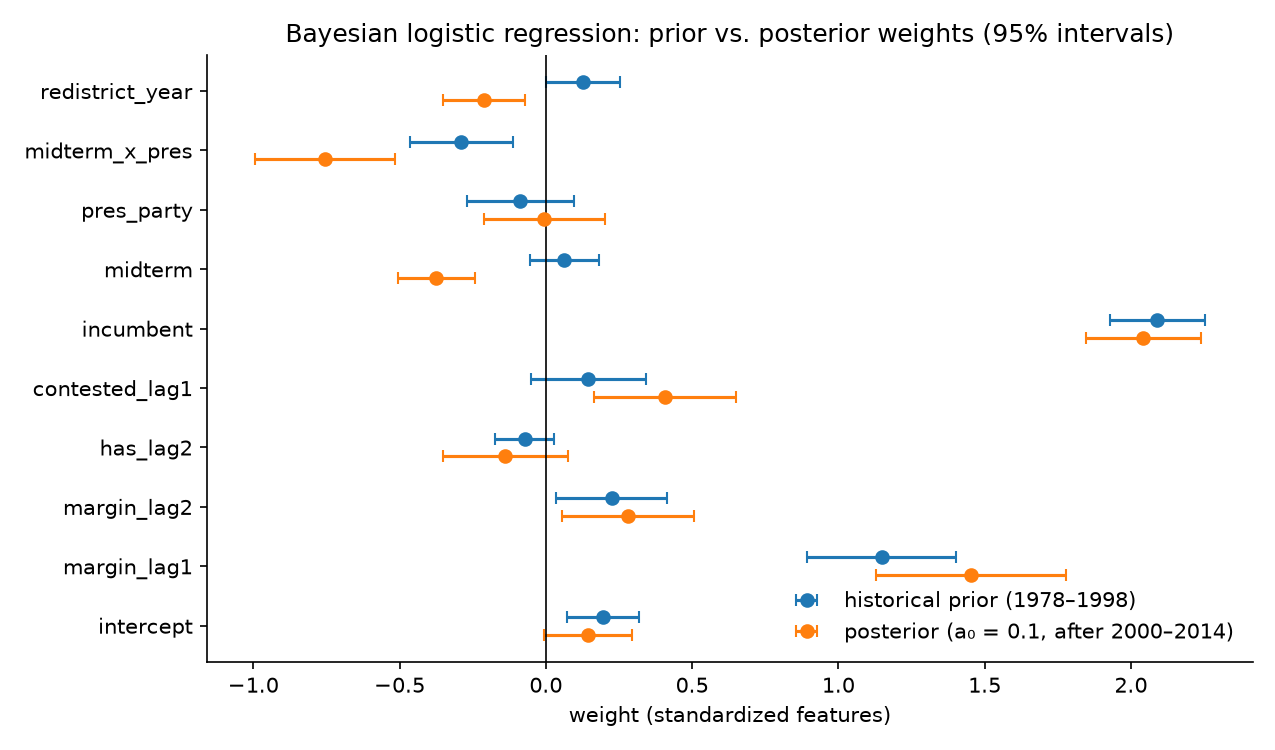 Bayesian logistic regression: prior vs. posterior weights (95% intervals)
redistrict_year
midterm_x_pres
pres_party
midterm
incumbent
contested_lag1
has_lag2
margin_lag2
margin_lag1
intercept
historical prior (1978–1998)
posterior (a₀ = 0.1, after 2000–2014)
−1.0 −0.5 0.0 0.5 1.0 1.5 2.0
weight (standardized features)